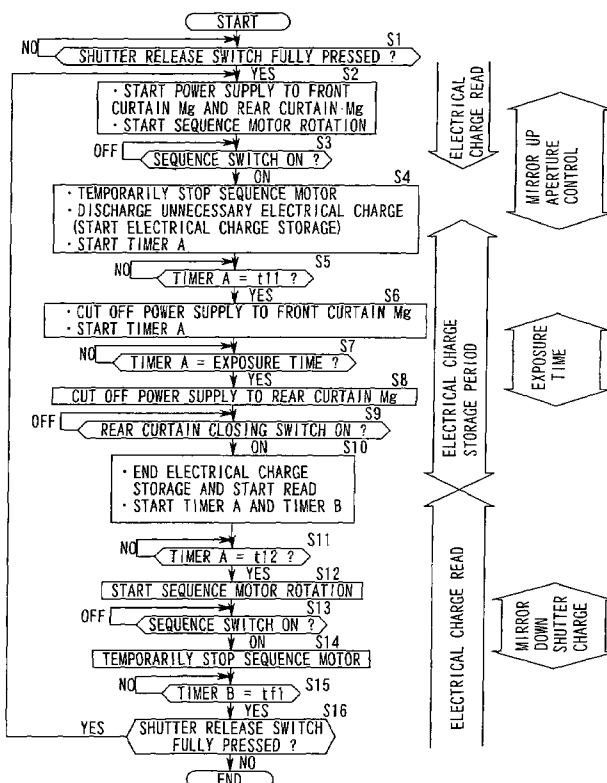 START
S1
NO
SHUTTER RELEASE SWITCH FULLY PRESSED ?
YES
S2
· START POWER SUPPLY TO FRONT
CURTAIN Mg AND REAR CURTAIN·Mg
· START SEQUENCE MOTOR ROTATION
S3
OFF
SEQUENCE SWITCH ON ?
ON
S4
· TEMPORARILY STOP SEQUENCE MOTOR
· DISCHARGE UNNECESSARY ELECTRICAL CHARGE
(START ELECTRICAL CHARGE STORAGE)
· START TIMER A
S5
NO
TIMER A = t11 ?
YES
S6
· CUT OFF POWER SUPPLY TO FRONT CURTAIN Mg
· START TIMER A
S7
NO
TIMER A = EXPOSURE TIME ?
YES
S8
CUT OFF POWER SUPPLY TO REAR CURTAIN Mg
S9
OFF
REAR CURTAIN CLOSING SWITCH ON ?
ON
S10
· END ELECTRICAL CHARGE
STORAGE AND START READ
· START TIMER A AND TIMER B
S11
NO
TIMER A = t12 ?
YES
S12
START SEQUENCE MOTOR ROTATION
S13
OFF
SEQUENCE SWITCH ON ?
ON
S14
TEMPORARILY STOP SEQUENCE MOTOR
S15
NO
TIMER B = tf1 ?
YES
S16
YES
SHUTTER RELEASE SWITCH
FULLY PRESSED ?
NO
END
ELECTRICAL
CHARGE READ
MIRROR UP
APERTURE
CONTROL
ELECTRICAL CHARGE
STORAGE PERIOD
EXPOSURE
TIME
ELECTRICAL CHARGE READ
MIRROR
DOWN
SHUTTER
CHARGE